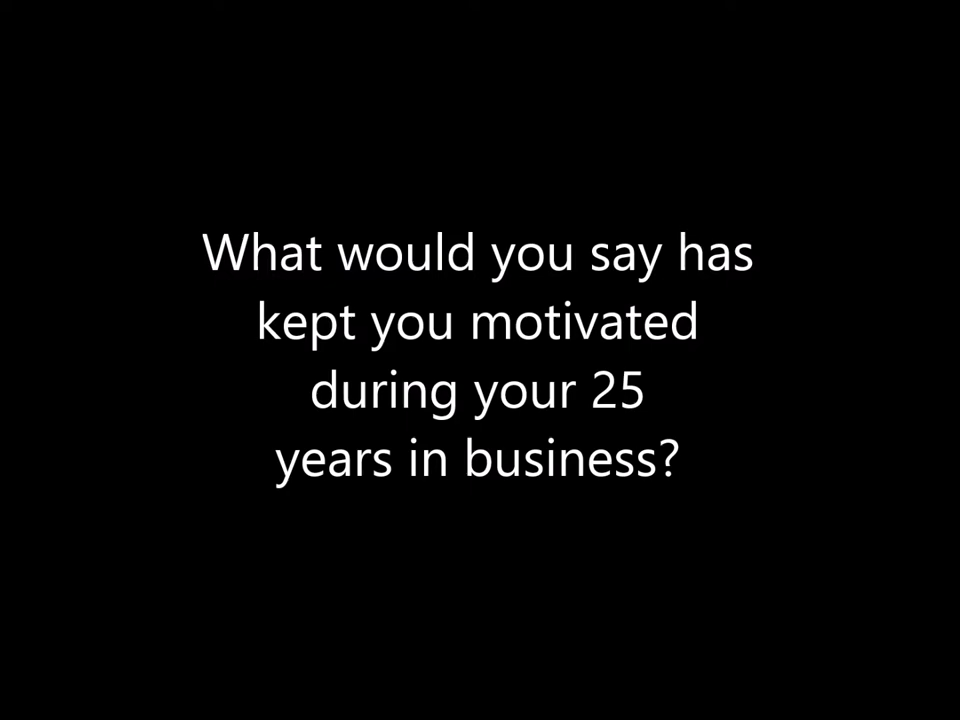 What would you say has
kept you motivated
during your 25
years in business?